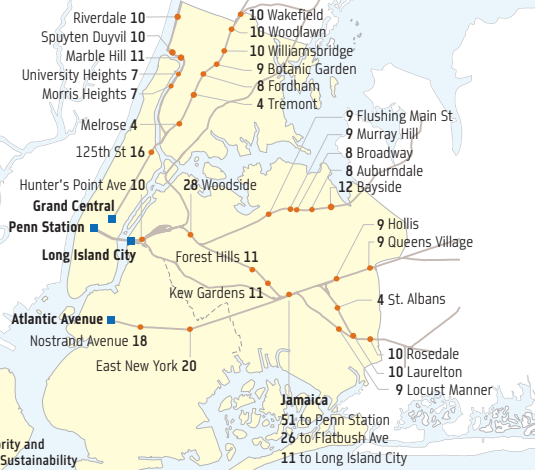 Riverdale 10
Spuyten Duyvil 10
Marble Hill 11
University Heights 7
Morris Heights 7
Melrose 4
125th St 16
Hunter's Point Ave 10
Grand Central
Penn Station
Long Island City
10 Wakefield
10 Woodlawn
10 Williamsbridge
9 Botanic Garden
8 Fordham
4 Tremont
28 Woodside
9 Flushing Main St
9 Murray Hill
8 Broadway
8 Auburndale
12 Bayside
9 Hollis
9 Queens Village
Forest Hills 11
Kew Gardens 11
4 St. Albans
Atlantic Avenue
Nostrand Avenue 18
East New York 20
10 Rosedale
10 Laurelton
9 Locust Manner
Jamaica
51 to Penn Station
26 to Flatbush Ave
11 to Long Island City
ority and
Sustainability